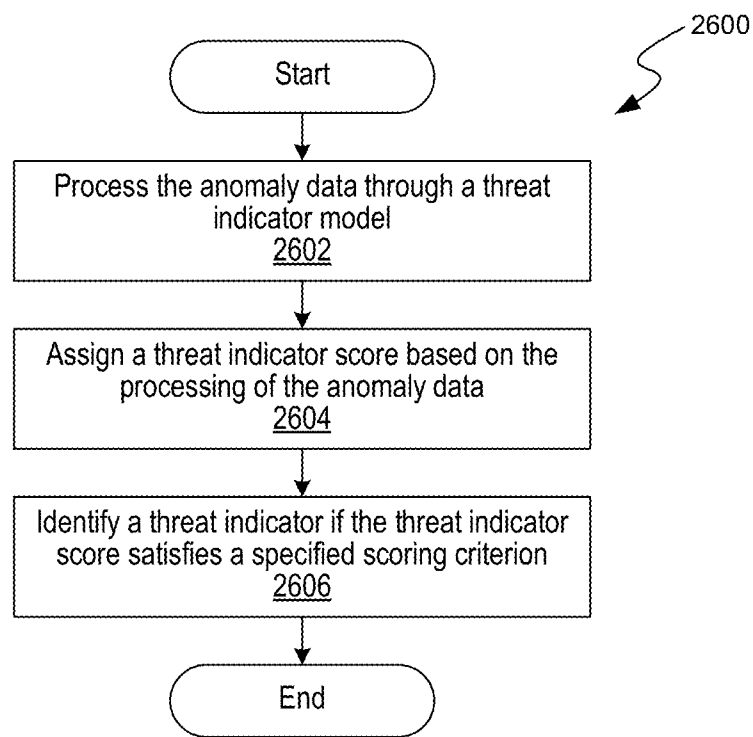 2600
Start
Process the anomaly data through a threat
indicator model
2602
Assign a threat indicator score based on the
processing of the anomaly data
2604
Identify a threat indicator if the threat indicator
score satisfies a specified scoring criterion
2606
End